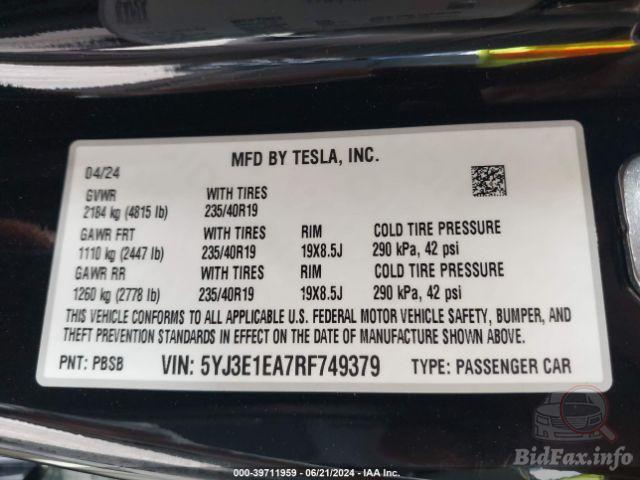 MFD BY TESLA, INC.
04/24
GVWR WITH TIRES
2184 kg (4815 lb) 235/40R19
GAWR FRT WITH TIRES RIM COLD TIRE PRESSURE
1110 kg (2447 lb) 235/40R19 19X8.5J 290 kPa, 42 psi
GAWR RR WITH TIRES RIM COLD TIRE PRESSURE
1260 kg (2778 lb) 235/40R19 19X8.5J 290 kPa, 42 psi
THIS VEHICLE CONFORMS TO ALL APPLICABLE U.S. FEDERAL MOTOR VEHICLE SAFETY, BUMPER, AND
THEFT PREVENTION STANDARDS IN EFFECT ON THE DATE OF MANUFACTURE SHOWN ABOVE.
PNT: PBSB VIN: 5YJ3E1EA7RF749379 TYPE: PASSENGER CAR
BidFax.info
000-39711959 - 06/21/2024 - IAA Inc.